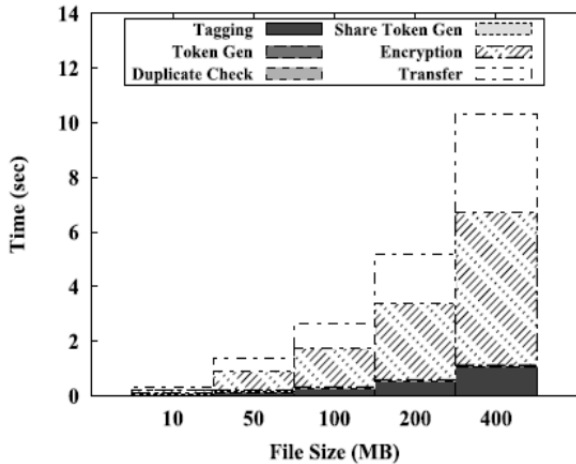 14
12
10
8
6
4
2
0
Time (sec)
Tagging
Token Gen
Duplicate Check
Share Token Gen
Encryption
Transfer
10 50 100 200 400
File Size (MB)